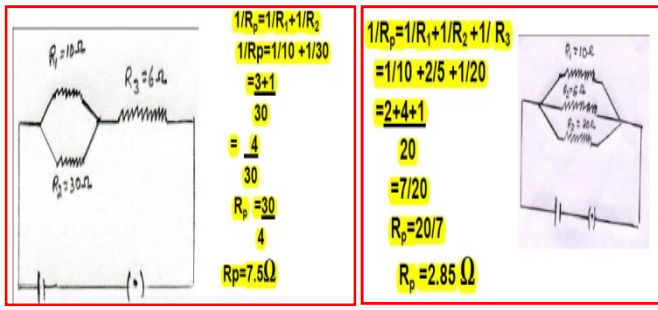 R₁=10Ω
R₃=6Ω
R₂=30Ω
1/Rₚ=1/R₁+1/R₂
1/Rp=1/10 +1/30
=3+1
30
= 4
30
Rₚ =30
4
Rp=7.5Ω
1/Rₚ=1/R₁+1/R₂ +1/ R₃
=1/10 +2/5 +1/20
=2+4+1
20
=7/20
Rₚ=20/7
Rₚ =2.85 Ω
R₁=10Ω
R₂=5Ω
R₃=20Ω